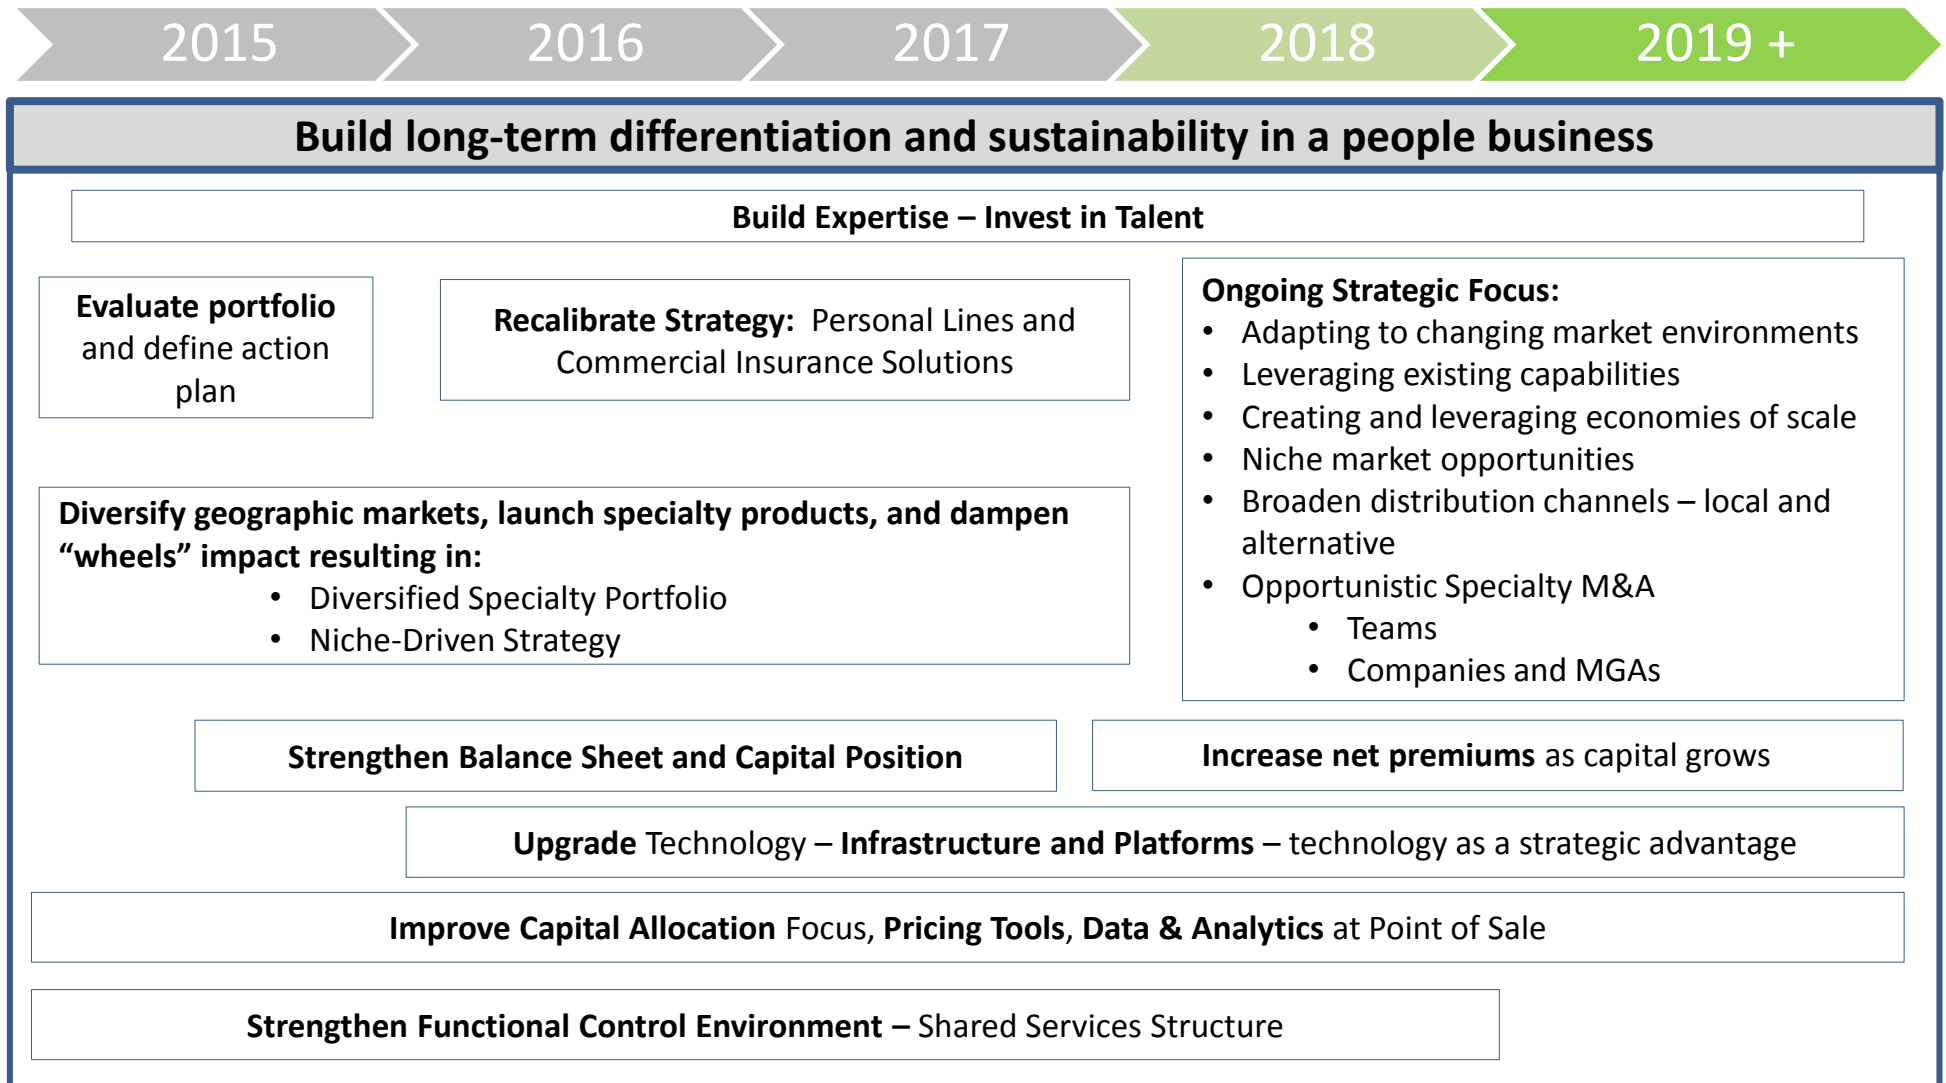 2015
2016
2017
2018
2019 +
Build long-term differentiation and sustainability in a people business
Build Expertise – Invest in Talent
Evaluate portfolio
and define action
plan
Recalibrate Strategy:  Personal Lines and
Commercial Insurance Solutions
Ongoing Strategic Focus:
• Adapting to changing market environments
• Leveraging existing capabilities
• Creating and leveraging economies of scale
• Niche market opportunities
• Broaden distribution channels – local and
alternative
• Opportunistic Specialty M&A
• Teams
• Companies and MGAs
Diversify geographic markets, launch specialty products, and dampen
“wheels” impact resulting in:
• Diversified Specialty Portfolio
• Niche-Driven Strategy
Strengthen Balance Sheet and Capital Position
Increase net premiums as capital grows
Upgrade Technology – Infrastructure and Platforms – technology as a strategic advantage
Improve Capital Allocation Focus, Pricing Tools, Data & Analytics at Point of Sale
Strengthen Functional Control Environment – Shared Services Structure